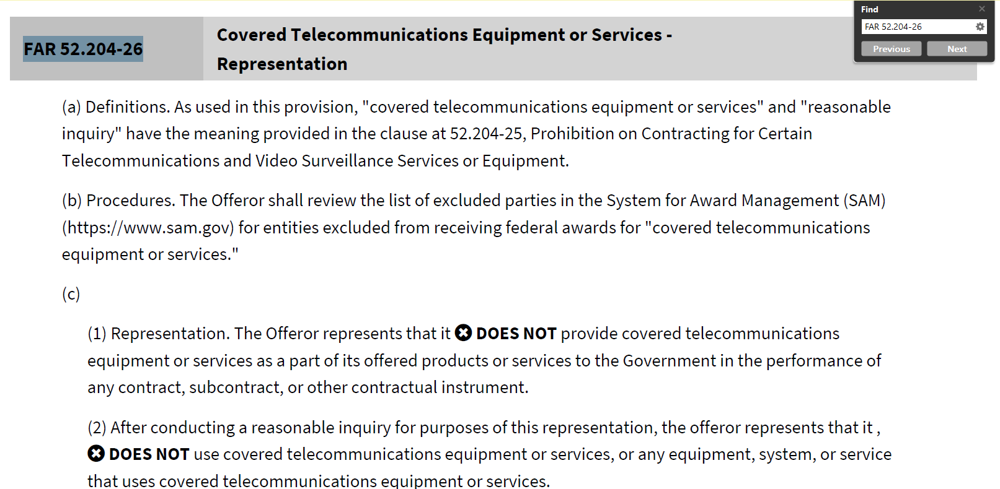 Find
FAR 52.204-26
Previous Next
FAR 52.204-26
Covered Telecommunications Equipment or Services -
Representation
(a) Definitions. As used in this provision, "covered telecommunications equipment or services" and "reasonable
inquiry" have the meaning provided in the clause at 52.204-25, Prohibition on Contracting for Certain
Telecommunications and Video Surveillance Services or Equipment.
(b) Procedures. The Offeror shall review the list of excluded parties in the System for Award Management (SAM)
(https://www.sam.gov) for entities excluded from receiving federal awards for "covered telecommunications
equipment or services."
(c)
(1) Representation. The Offeror represents that it DOES NOT provide covered telecommunications
equipment or services as a part of its offered products or services to the Government in the performance of
any contract, subcontract, or other contractual instrument.
(2) After conducting a reasonable inquiry for purposes of this representation, the offeror represents that it ,
DOES NOT use covered telecommunications equipment or services, or any equipment, system, or service
that uses covered telecommunications equipment or services.